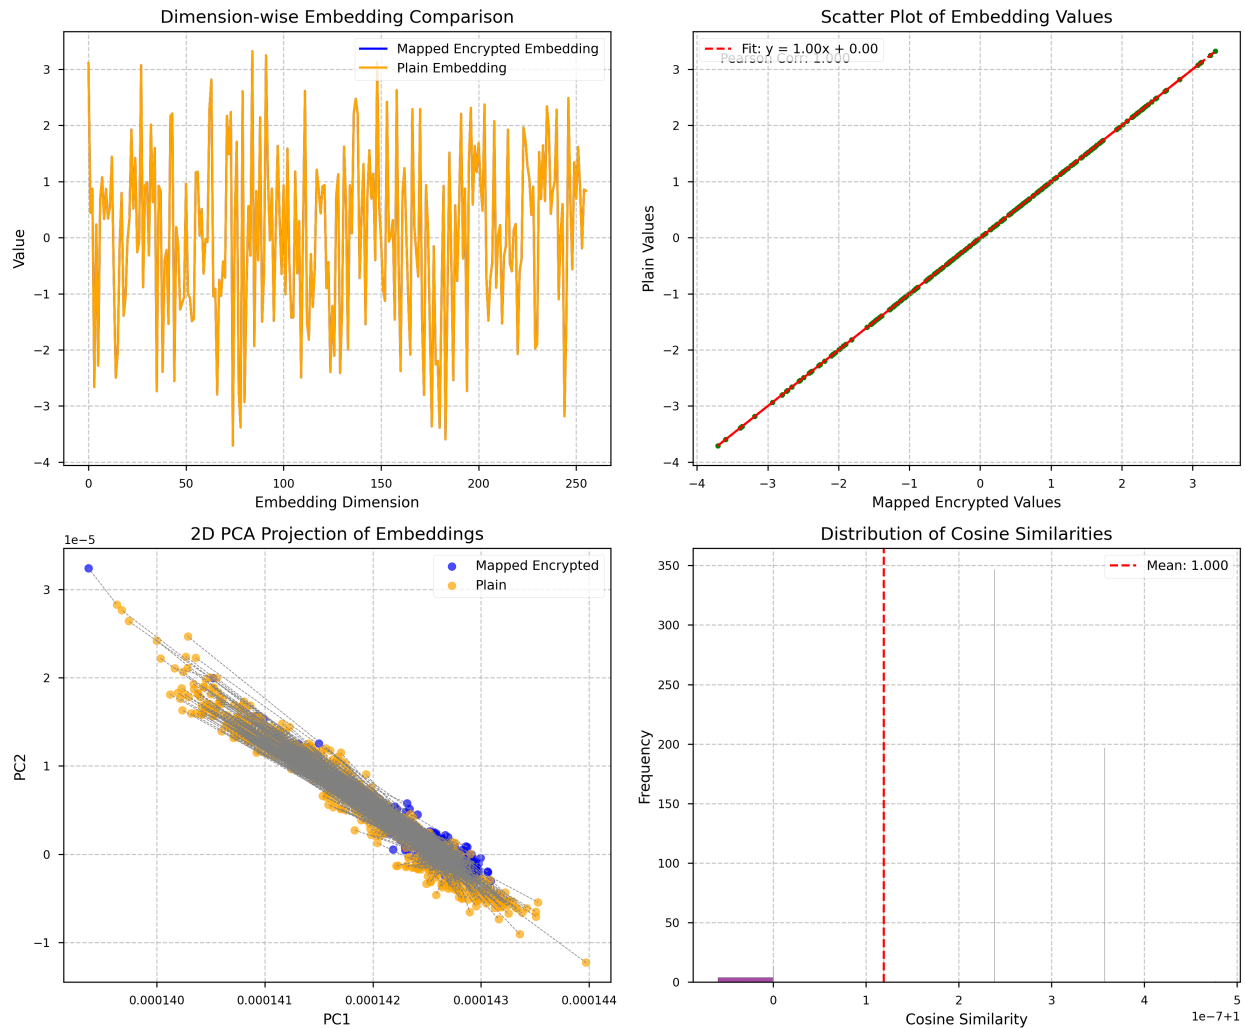 Dimension-wise Embedding Comparison
Mapped Encrypted Embedding
Plain Embedding
3
2
1
0
−1
−2
−3
−4
Value
0
50
100
150
200
250
Embedding Dimension
Scatter Plot of Embedding Values
Fit: y = 1.00x + 0.00
Pearson Corr: 1.000
3
2
1
0
−1
−2
−3
−4
Plain Values
−4
−3
−2
−1
0
1
2
3
Mapped Encrypted Values
2D PCA Projection of Embeddings
1e−5
Mapped Encrypted
Plain
3
2
1
0
−1
PC2
0.000140
0.000141
0.000142
0.000143
0.000144
PC1
Distribution of Cosine Similarities
Mean: 1.000
350
300
250
200
150
100
50
0
Frequency
0
1
2
3
4
5
1e−7+1
Cosine Similarity